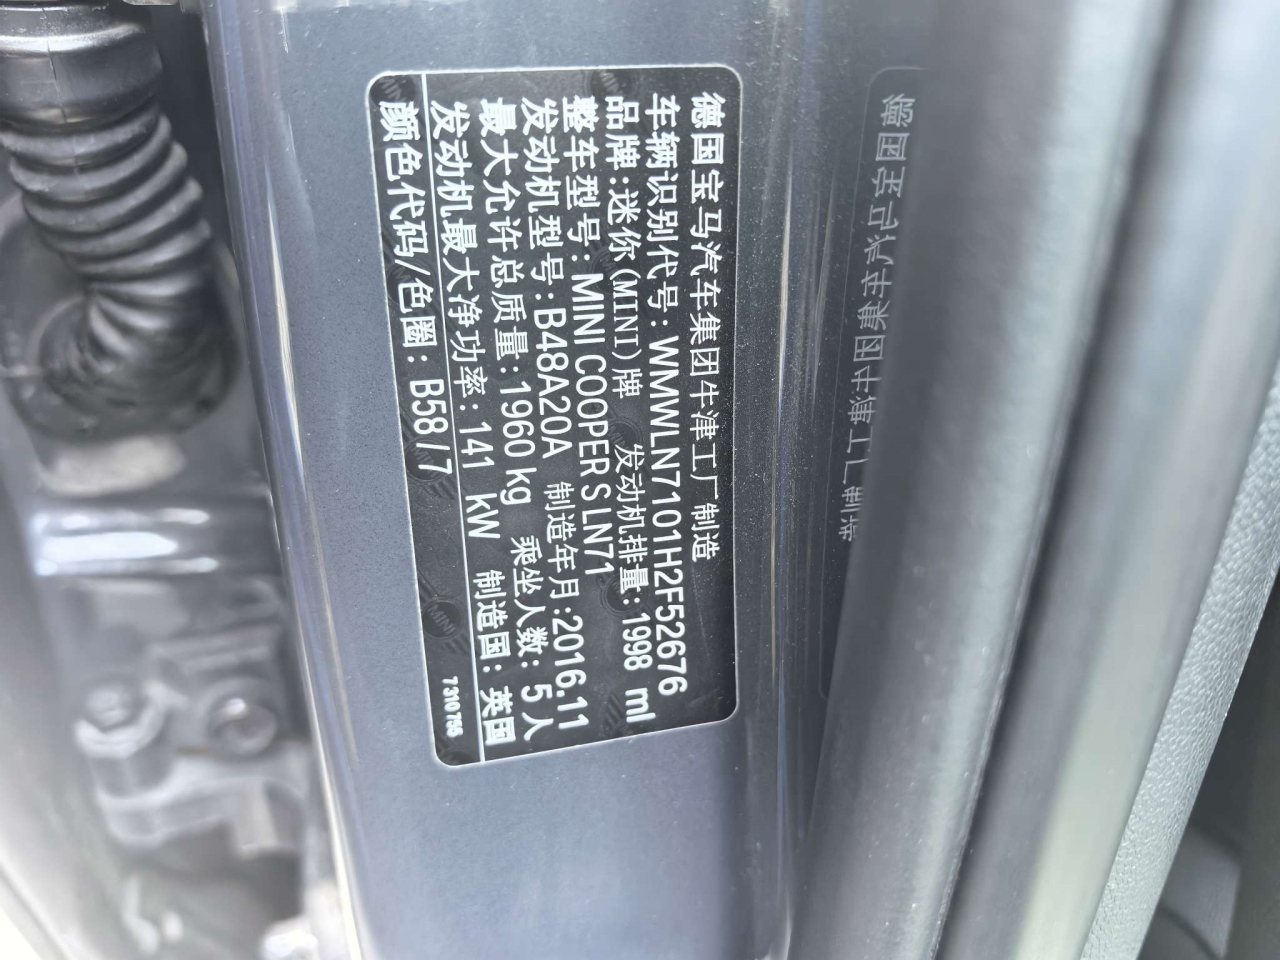 德国宝马汽车集团牛津工厂制造
车辆识别代号:WMWLN7101H2F52676
品牌:迷你(MINI)牌 发动机排量:1998 ml
整车型号:MINI COOPER S LN71
发动机型号:B48A20A 制造年月:2016.11
最大允许总质量:1960 kg 乘坐人数: 5人
发动机最大净功率:141 kW 制造国: 英国
颜色代码/色圈: B58/7
7310755